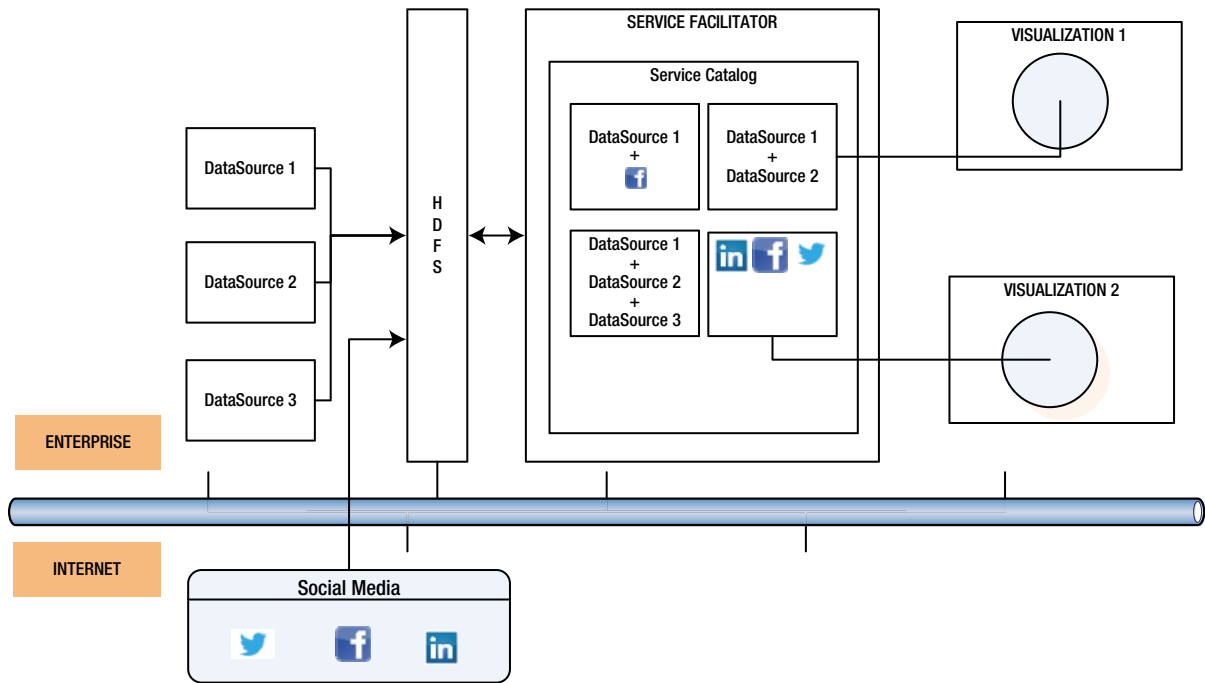 SERVICE FACILITATOR
Service Catalog
DataSource 1
+
DataSource 1
+
DataSource 2
DataSource 1
+
DataSource 2
+
DataSource 3
in f
VISUALIZATION 1
VISUALIZATION 2
DataSource 1
DataSource 2
DataSource 3
H
D
F
S
ENTERPRISE
INTERNET
Social Media
f in